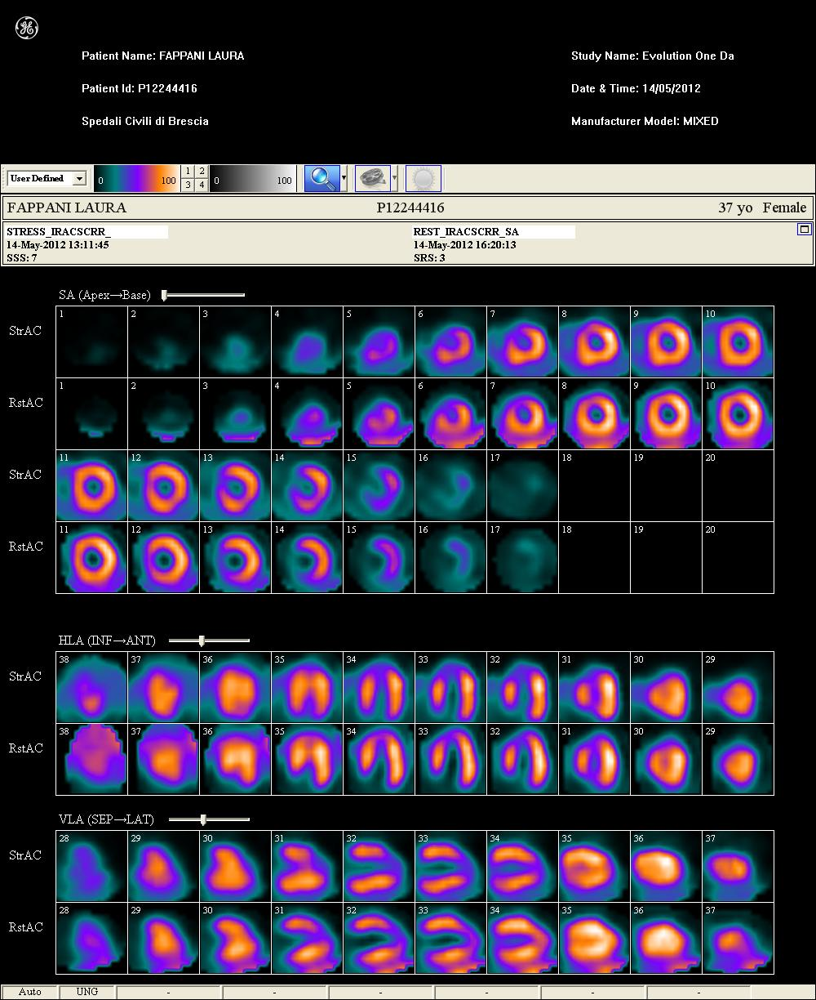 GE
Patient Name: FAPPANI LAURA
Study Name: Evolution One Da
Patient Id: P12244416
Date & Time: 14/05/2012
Spedali Civili di Brescia
Manufacturer Model: MIXED
User Defined 0 100 1 2 3 4 0 100
FAPPANI LAURA P12244416 37 yo Female
STRESS_IRACSCRR_ REST_IRACSCRR_SA
14-May-2012 13:11:45 14-May-2012 16:20:13
SSS: 7 SRS: 3
SA (Apex→Base)
StrAC 1 2 3 4 5 6 7 8 9 10
RstAC 1 2 3 4 5 6 7 8 9 10
StrAC 11 12 13 14 15 16 17 18 19 20
RstAC 11 12 13 14 15 16 17 18 19 20
HLA (INF→ANT)
StrAC 38 37 36 35 34 33 32 31 30 29
RstAC 38 37 36 35 34 33 32 31 30 29
VLA (SEP→LAT)
StrAC 28 29 30 31 32 33 34 35 36 37
RstAC 28 29 30 31 32 33 34 35 36 37
Auto UNG - - - - - -